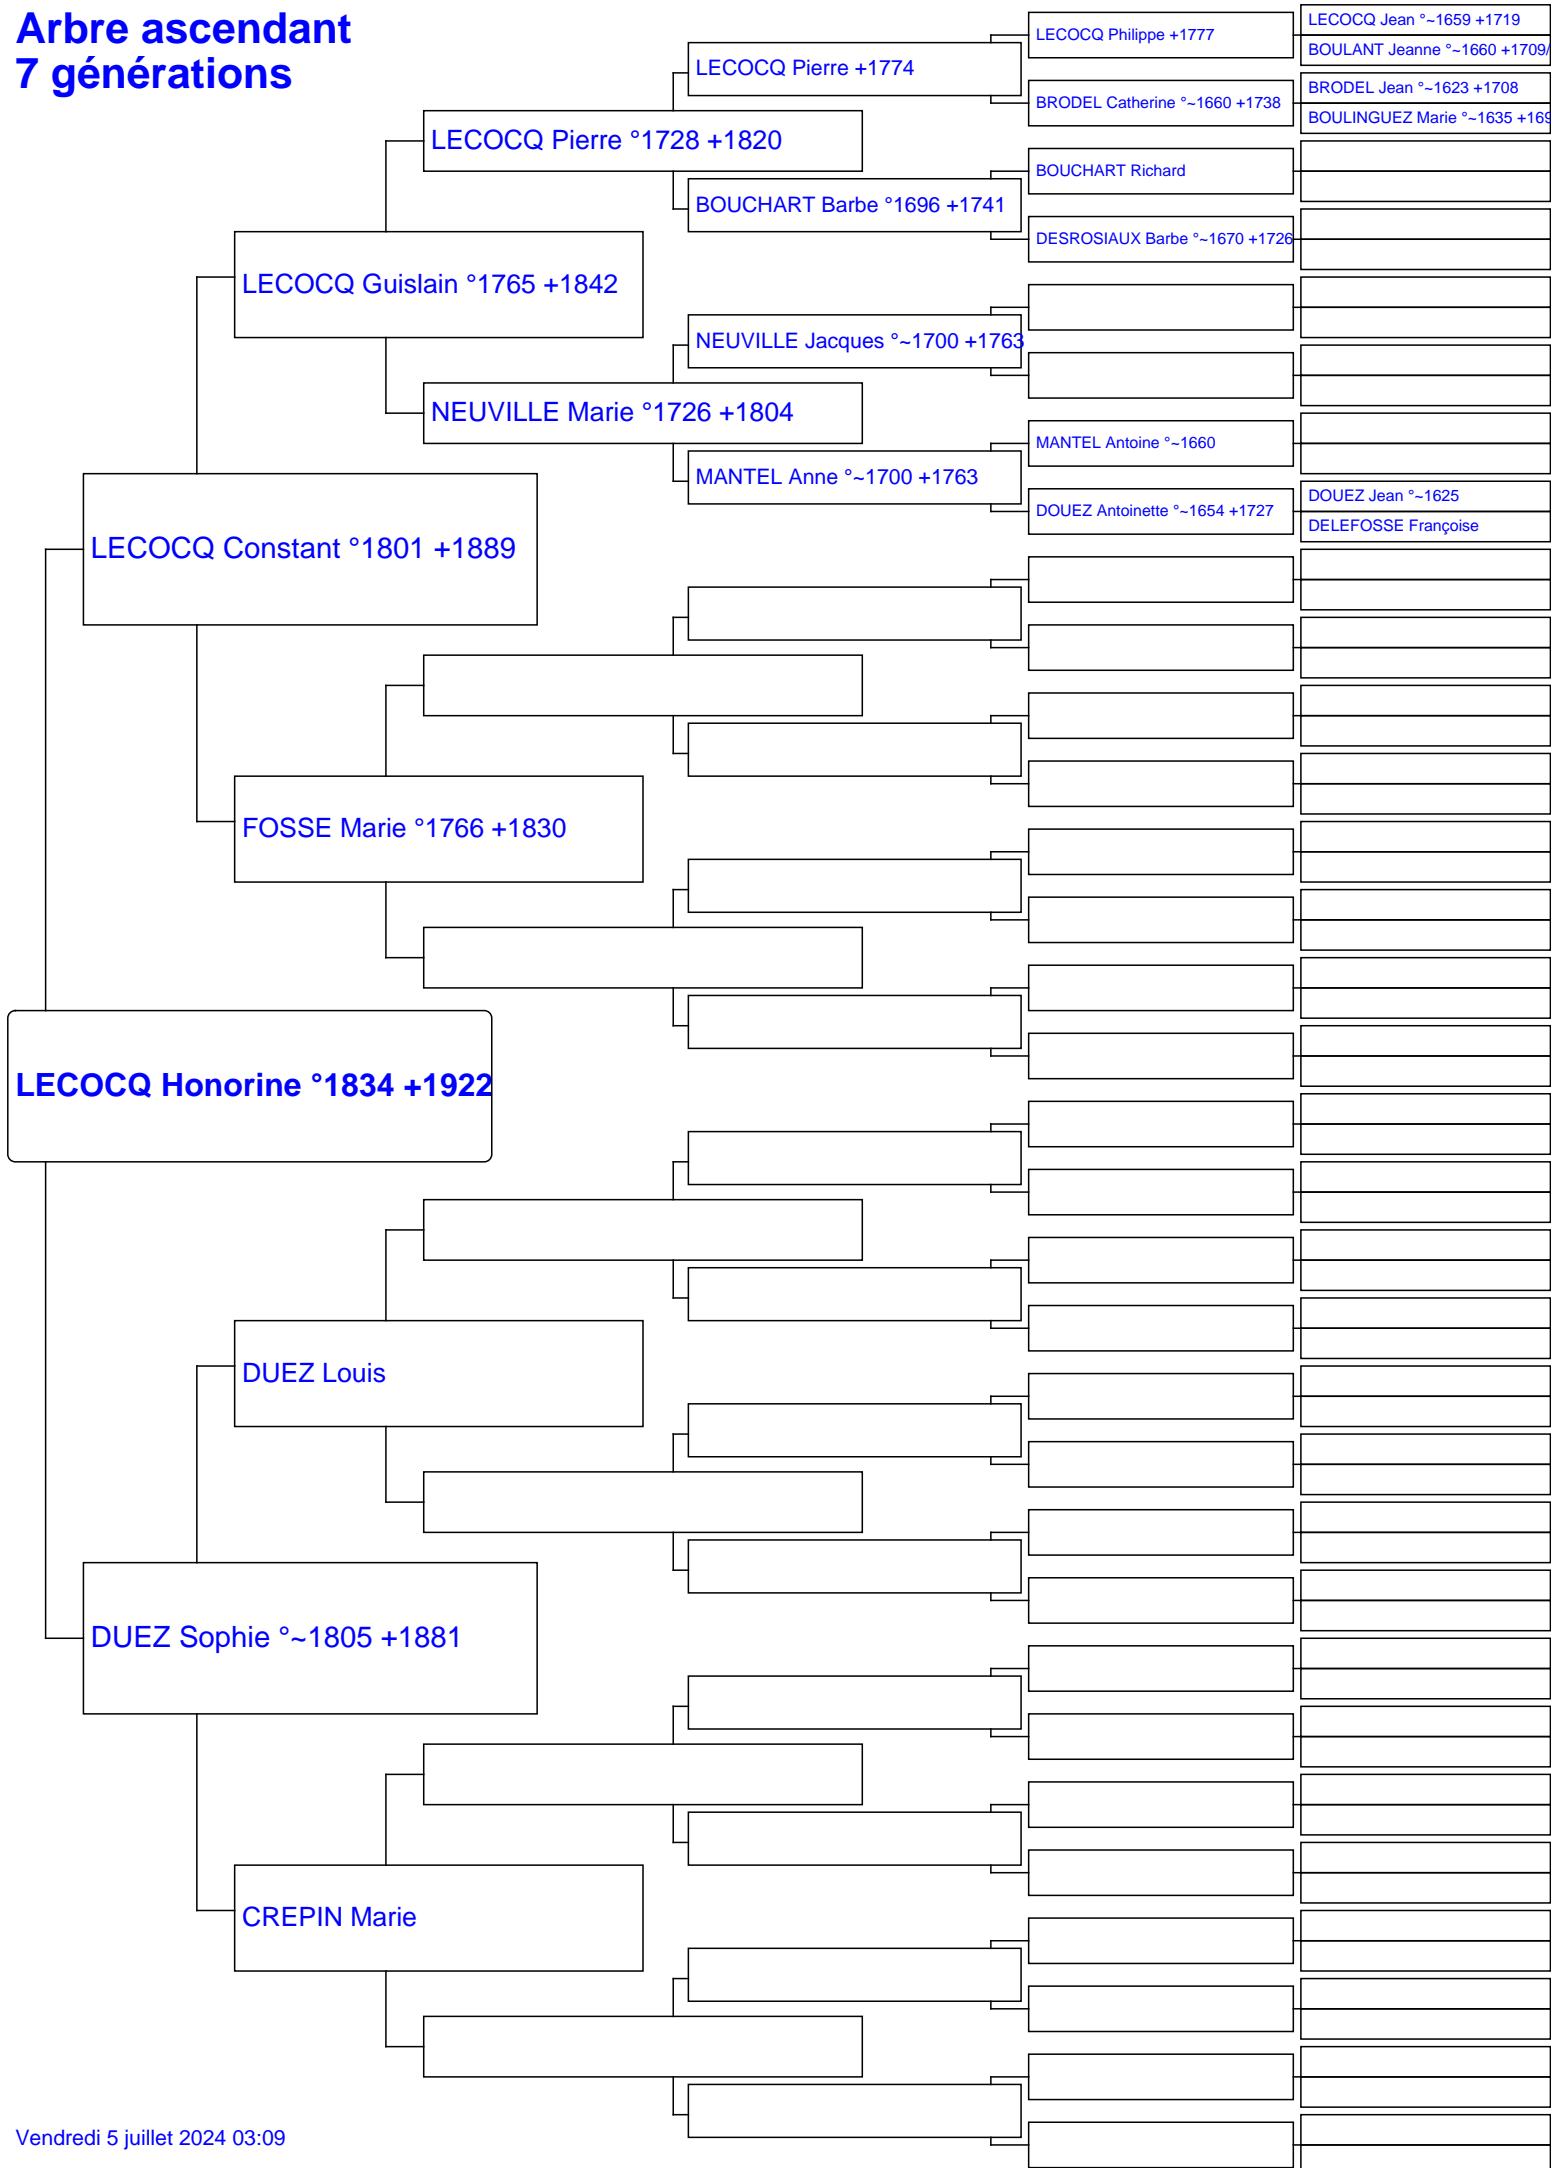 Arbre ascendant
7 générations
LECOCQ Honorine °1834 +1922
LECOCQ Constant °1801 +1889
DUEZ Sophie °~1805 +1881
LECOCQ Guislain °1765 +1842
FOSSE Marie °1766 +1830
DUEZ Louis
CREPIN Marie
LECOCQ Pierre °1728 +1820
NEUVILLE Marie °1726 +1804
LECOCQ Pierre +1774
BOUCHART Barbe °1696 +1741
NEUVILLE Jacques °~1700 +1763
MANTEL Anne °~1700 +1763
LECOCQ Philippe +1777
BRODEL Catherine °~1660 +1738
BOUCHART Richard
DESROSIAUX Barbe °~1670 +1726
MANTEL Antoine °~1660
DOUEZ Antoinette °~1654 +1727
LECOCQ Jean °~1659 +1719
BOULANT Jeanne °~1660 +1709/
BRODEL Jean °~1623 +1708
BOULINGUEZ Marie °~1635 +169
DOUEZ Jean °~1625
DELEFOSSE Françoise
Vendredi 5 juillet 2024 03:09